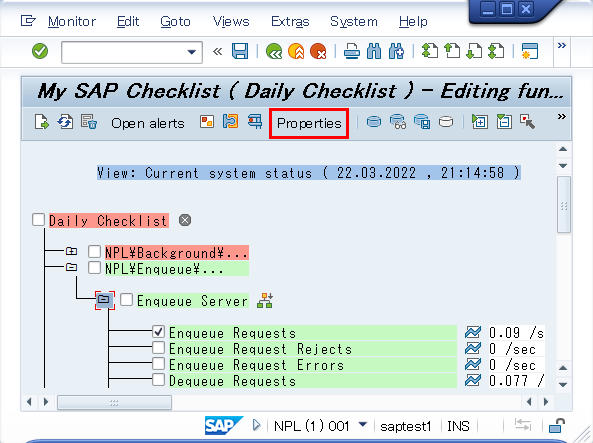 Monitor Edit Goto Views Extras System Help
My SAP Checklist ( Daily Checklist ) - Editing fun...
Open alerts Properties
View: Current system status ( 22.03.2022 , 21:14:58 )
Daily Checklist
NPL¥Background¥...
NPL¥Enqueue¥...
Enqueue Server
Enqueue Requests 0.09 /s
Enqueue Request Rejects 0 /sec
Enqueue Request Errors 0 /sec
Dequeue Requests 0.077 /
SAP NPL (1) 001 saptest1 INS